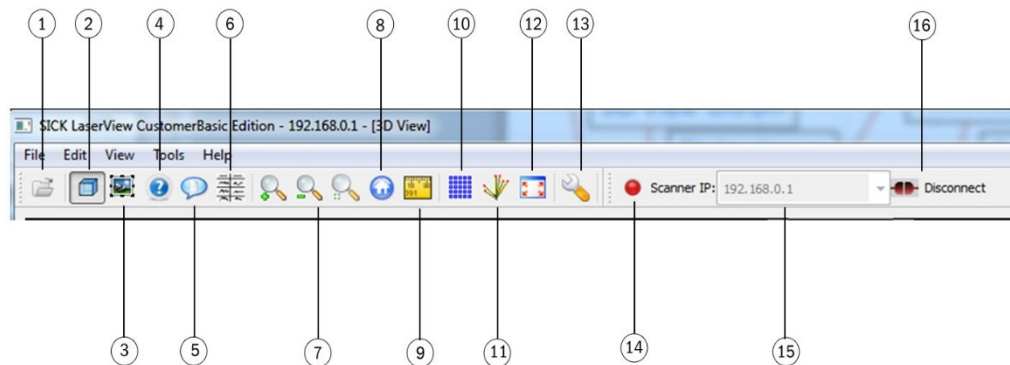 1 2 4 6 8 10 12 13 16
SICK LaserView CustomerBasic Edition - 192.168.0.1 - [3D View]
File Edit View Tools Help
Scanner IP: 192.168.0.1 Disconnect
3 5 7 9 11 14 15